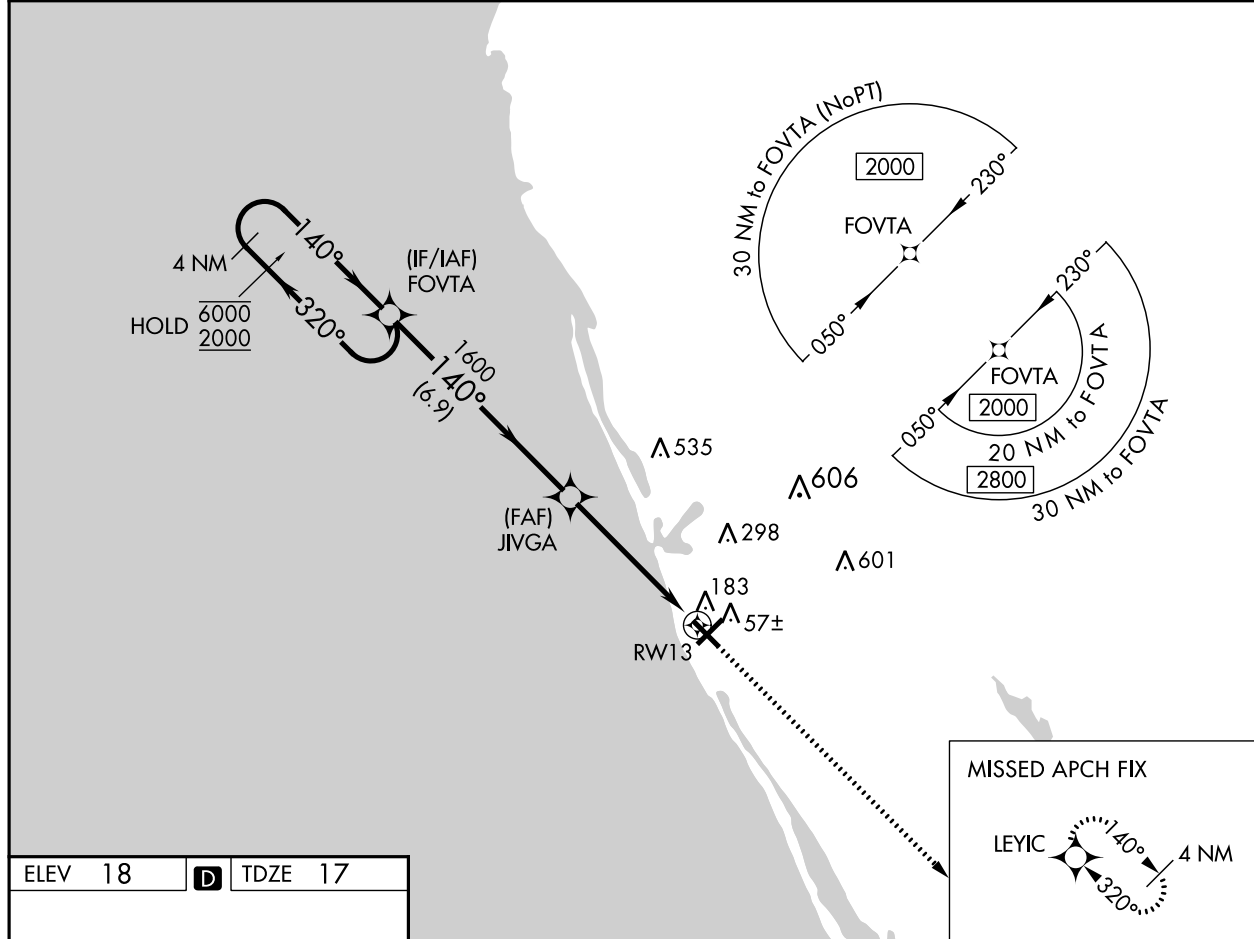 30 NM to FOVTA (NoPT)
2000
230°
FOVTA
050°
230°
FOVTA
2000
050°
20 NM to FOVTA
2800
30 NM to FOVTA
140°
4 NM
(IF/IAF)
FOVTA
HOLD
6000
2000
320°
1600
140°
(6.9)
535
606
(FAF)
JIVGA
298
601
183
57±
RW13
MISSED APCH FIX
LEYIC
140°
4 NM
320°
ELEV 18
D
TDZE 17